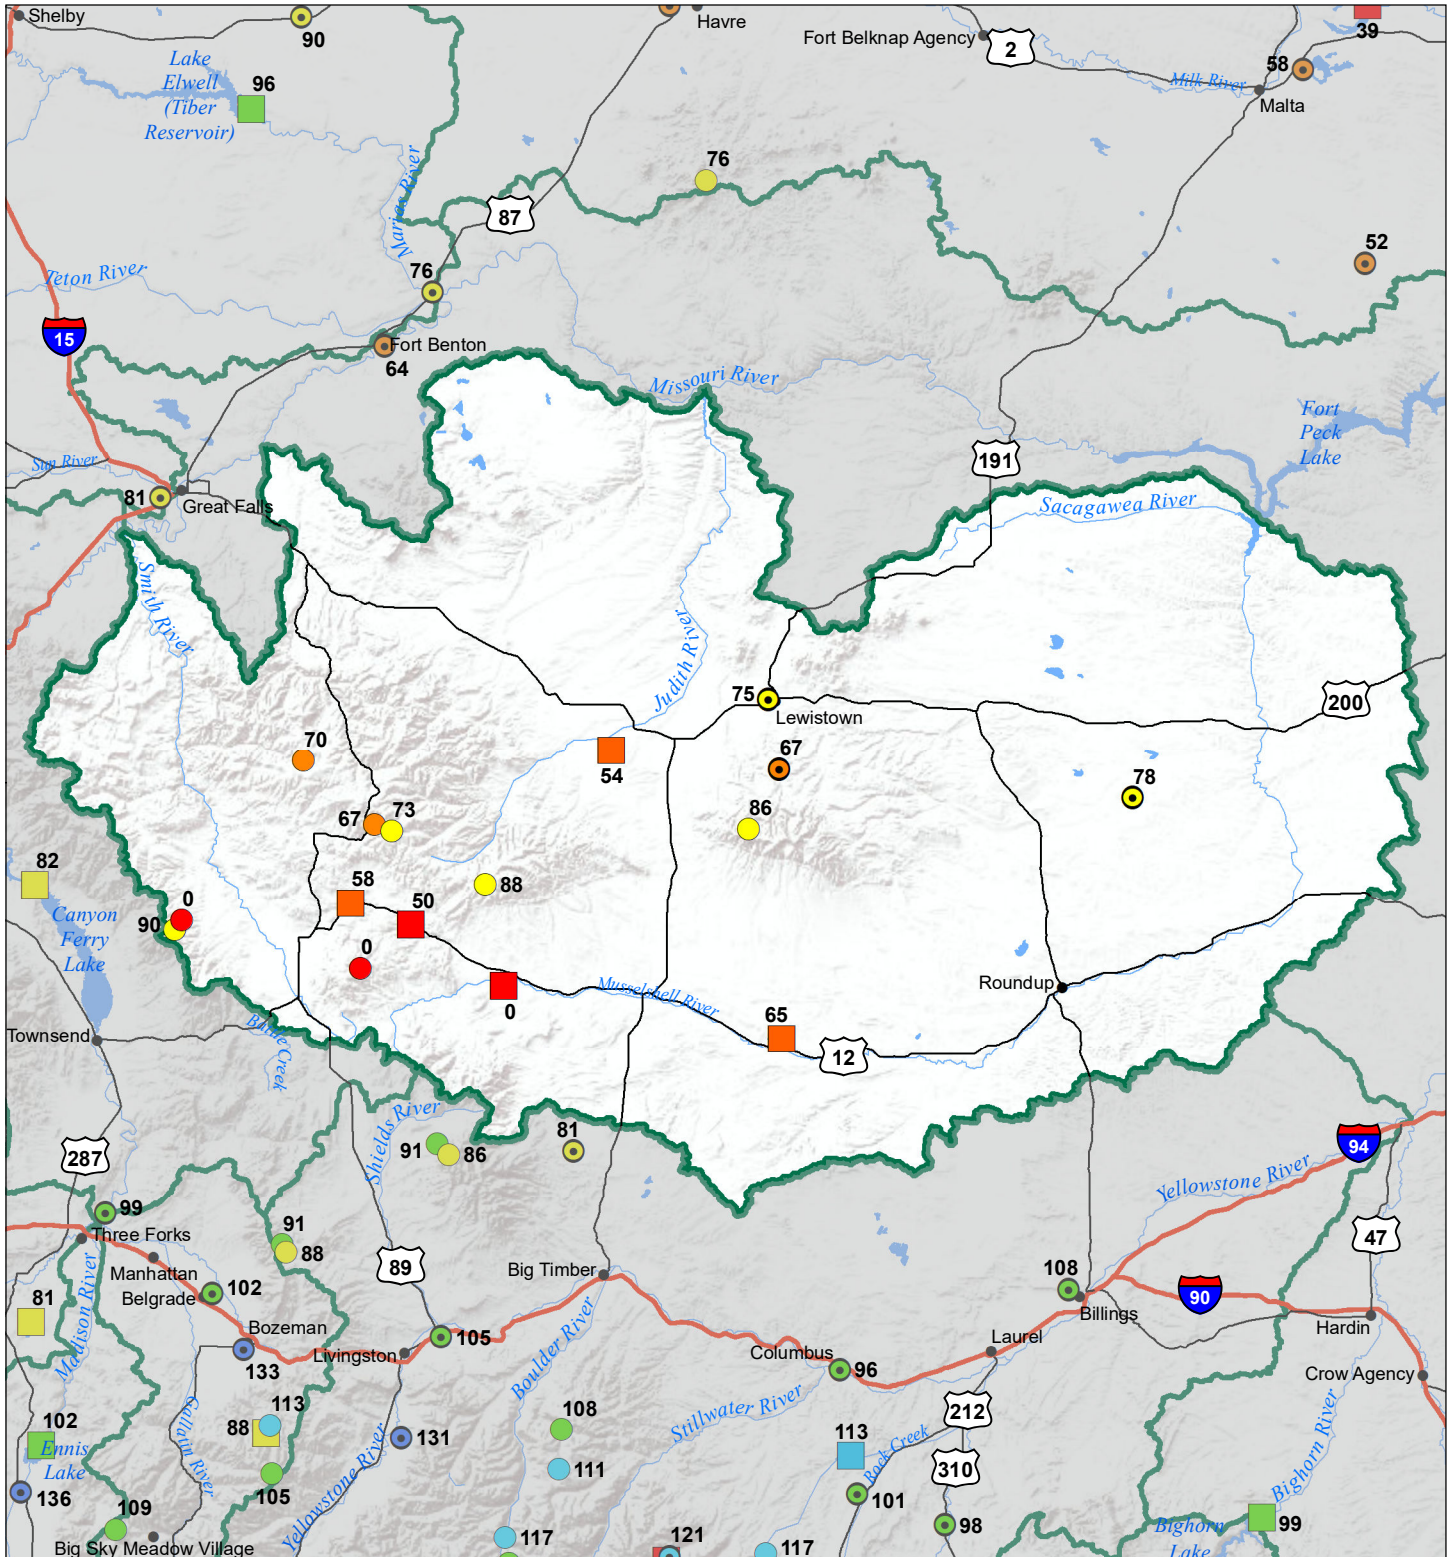 Shelby
90
Havre
Fort Belknap Agency
2
39
58
Milk River
Malta
Lake
Elwell
(Tiber
Reservoir)
96
Marias River
76
87
52
Teton River
76
15
Fort Benton
64
Missouri River
Fort
Peck
Lake
191
Sun River
81
Great Falls
Sacagawea River
Smith River
Judith River
75
Lewistown
200
70
54
67
78
67
73
86
82
58
50
88
0
90
Canyon
Ferry
Lake
0
0
Musselshell River
Roundup
65
12
Townsend
Battle Creek
Shields River
91
86
81
287
94
Yellowstone River
99
Three Forks
91
88
47
Manhattan
Belgrade
102
89
Big Timber
108
90
Billings
81
Madison River
Bozeman
133
Livingston
105
Boulder River
Laurel
Hardin
Columbus
96
Crow Agency
113
88
108
Stillwater River
212
102
Ennis
Lake
Gallatin River
131
113
Rock Creek
310
Bighorn River
136
105
Yellowstone River
111
101
109
98
99
Big Sky Meadow Village
117
121
117
Bighorn
Lake